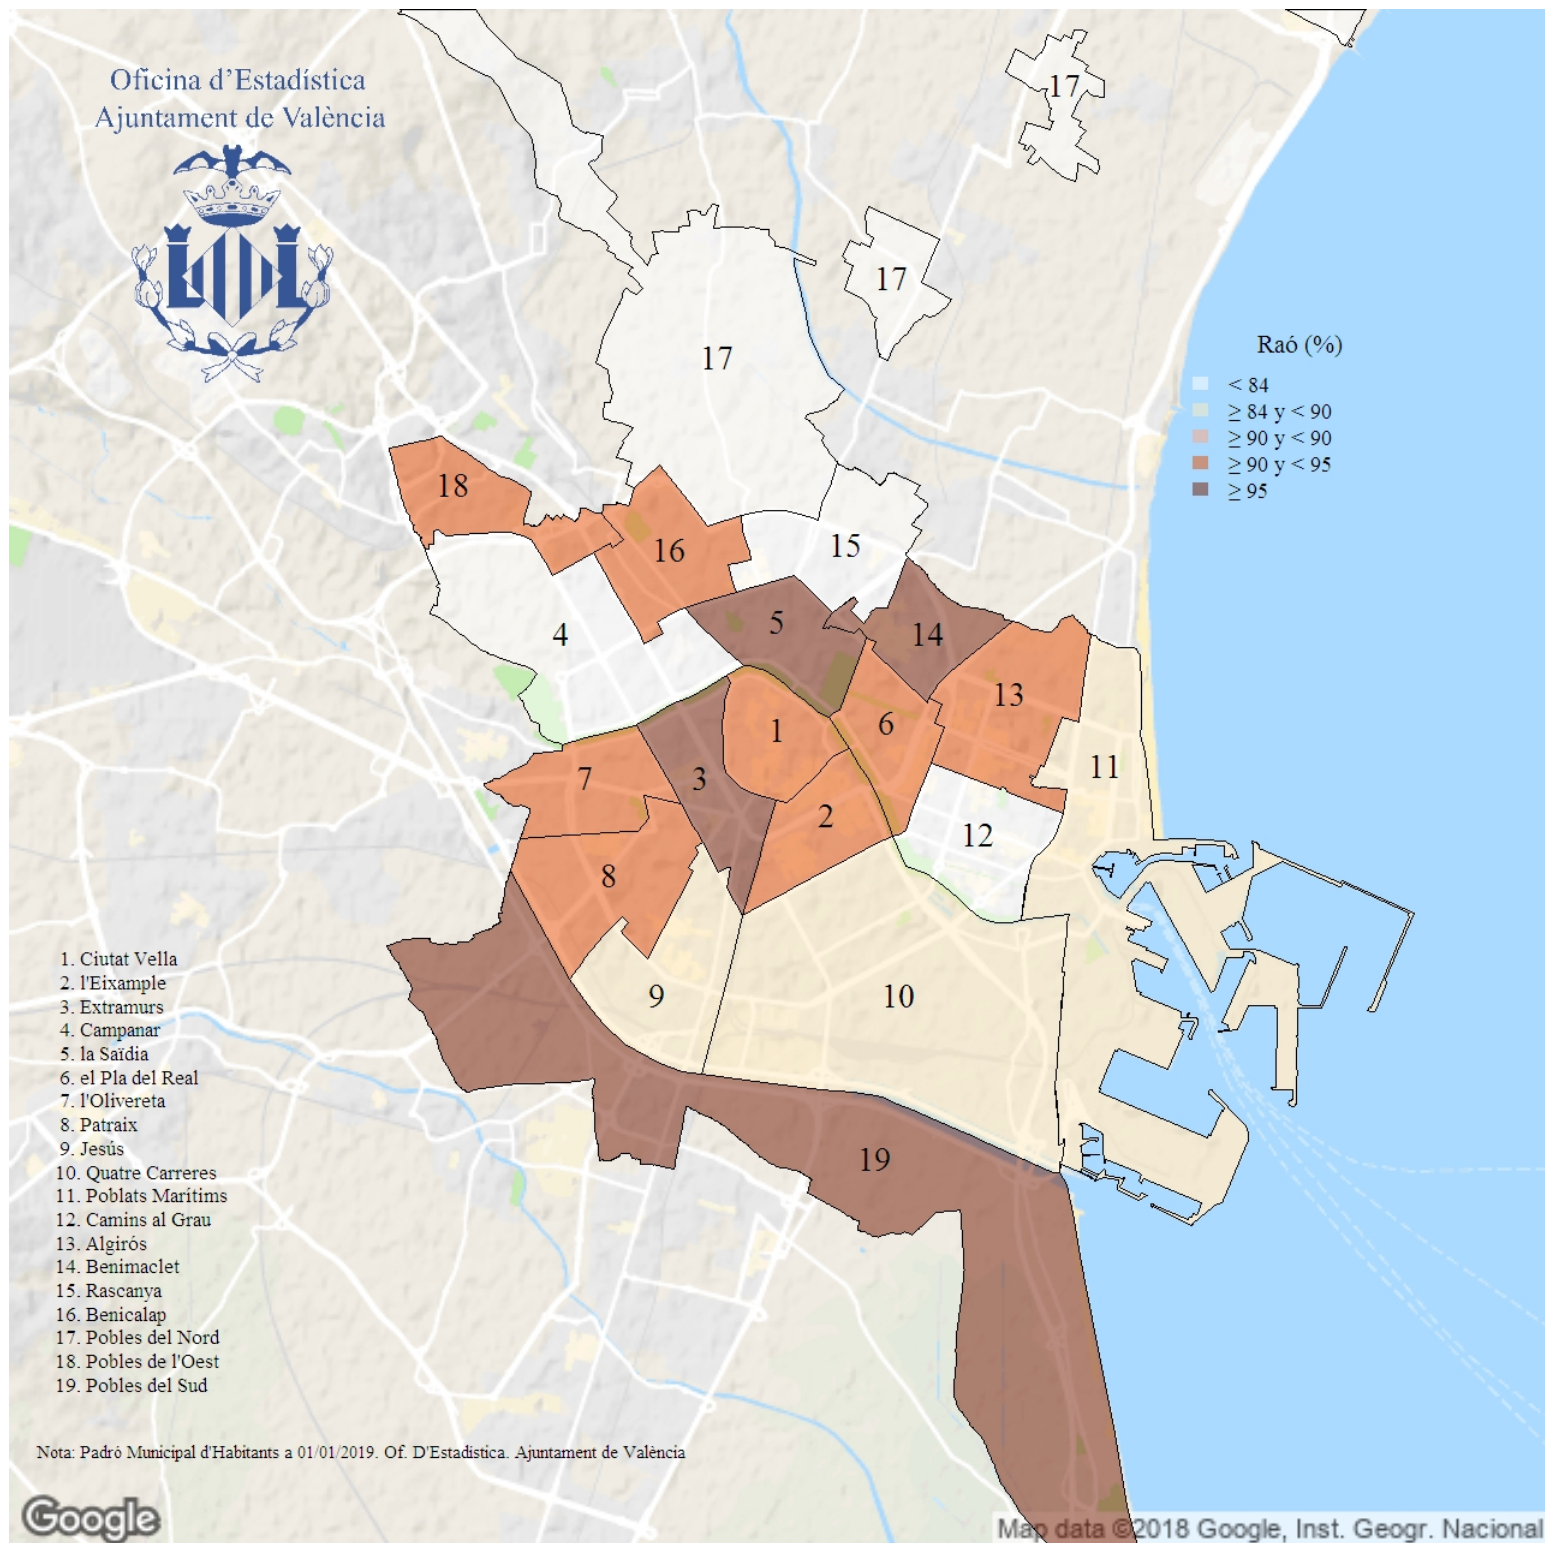 Oficina d’Estadística
Ajuntament de València
17
17
17
Raó (%)
< 84
≥ 84 y < 90
≥ 90 y < 90
≥ 90 y < 95
≥ 95
18
16
15
4
5
14
13
1
6
11
7
3
2
12
8
9
10
19
1. Ciutat Vella
2. l'Eixample
3. Extramurs
4. Campanar
5. la Saïdia
6. el Pla del Real
7. l'Olivereta
8. Patraix
9. Jesús
10. Quatre Carreres
11. Poblats Marítims
12. Camins al Grau
13. Algirós
14. Benimaclet
15. Rascanya
16. Benicalap
17. Pobles del Nord
18. Pobles de l'Oest
19. Pobles del Sud
Nota: Padró Municipal d'Habitants a 01/01/2019. Of. D'Estadística. Ajuntament de València
Google
Map data ©2018 Google, Inst. Geogr. Nacional